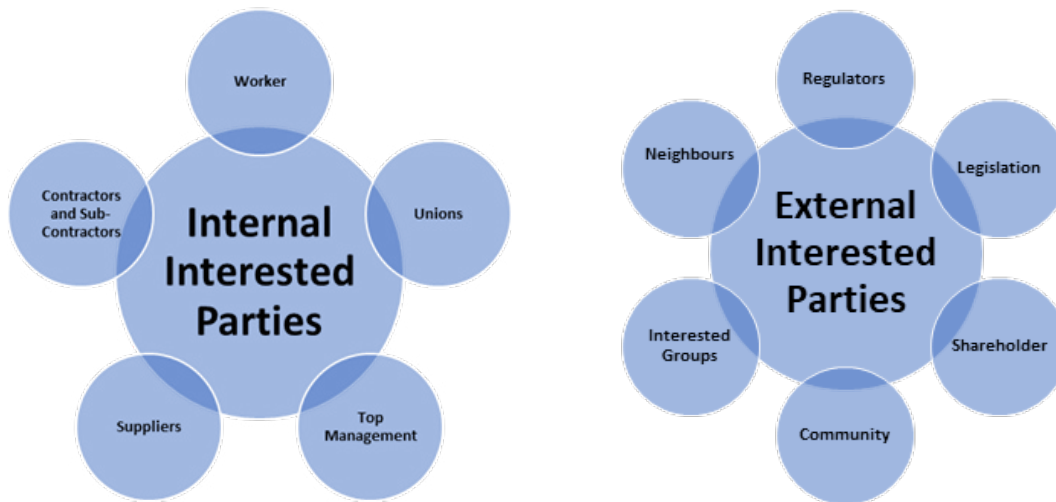 Worker
Contractors
and Sub-
Contractors
Unions
Internal
Interested
Parties
Suppliers
Top
Management
Regulators
Neighbours
Legislation
External
Interested
Parties
Interested
Groups
Shareholder
Community